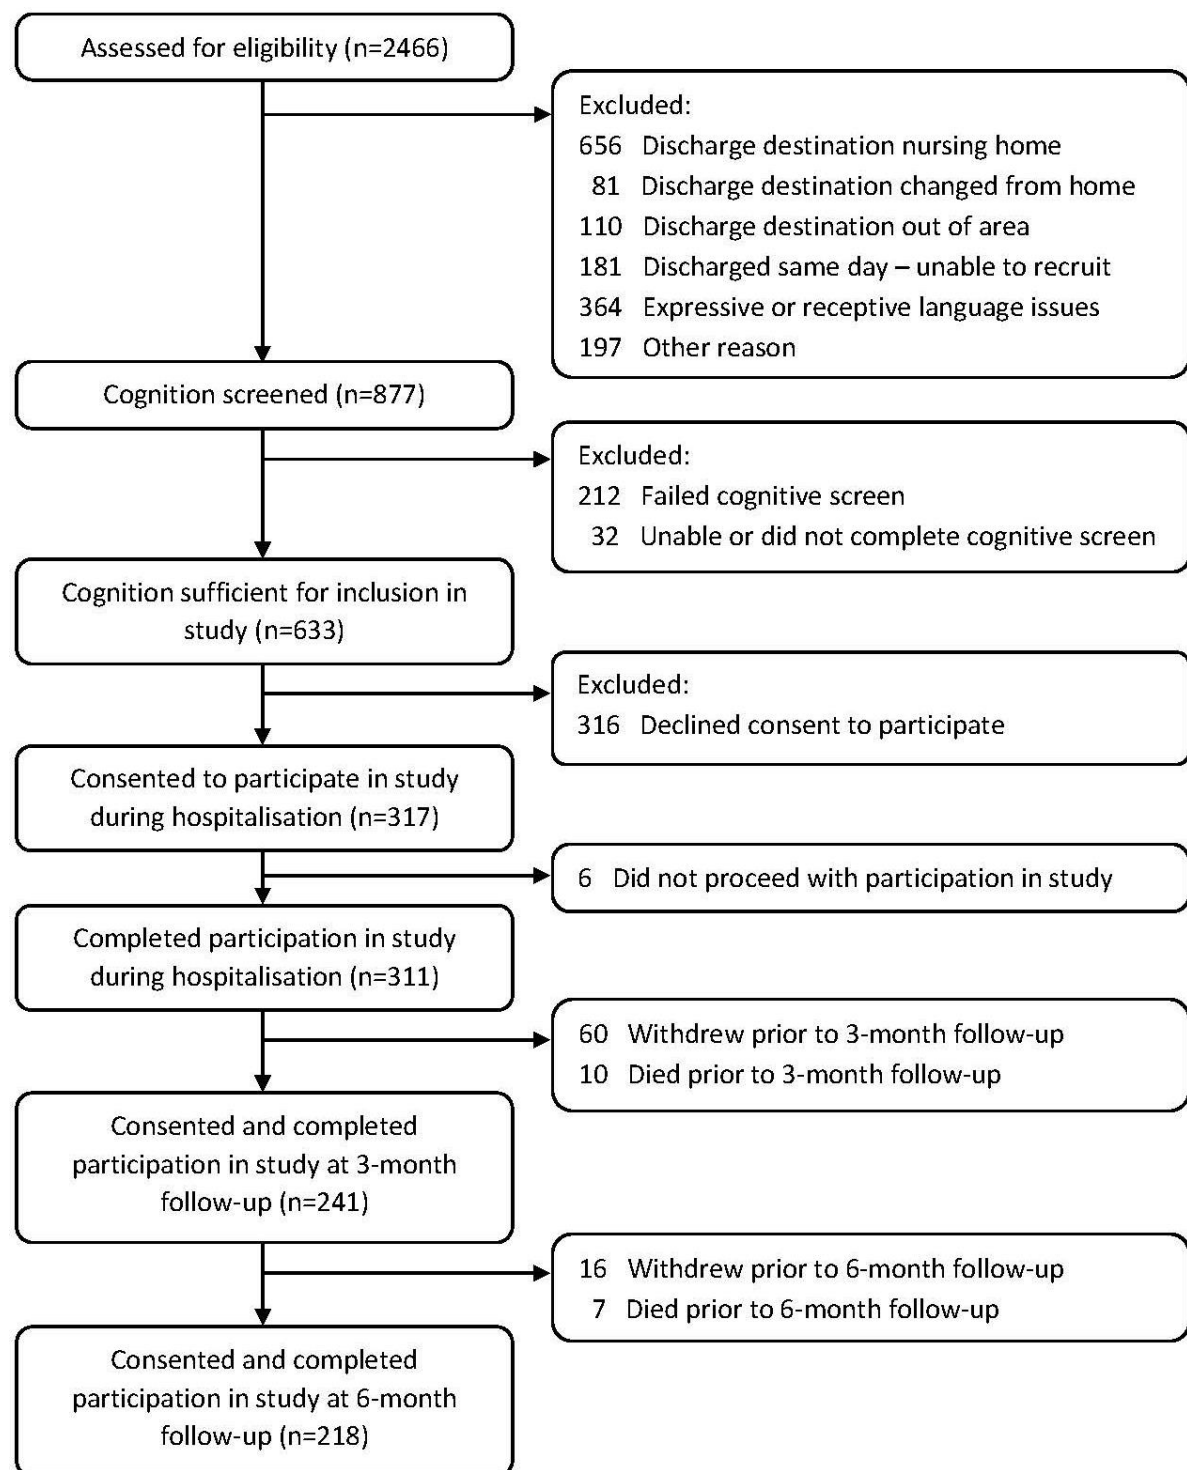 Assessed for eligibility (n=2466)
Excluded:
656 Discharge destination nursing home
81 Discharge destination changed from home
110 Discharge destination out of area
181 Discharged same day – unable to recruit
364 Expressive or receptive language issues
197 Other reason
Cognition screened (n=877)
Excluded:
212 Failed cognitive screen
32 Unable or did not complete cognitive screen
Cognition sufficient for inclusion in
study (n=633)
Excluded:
316 Declined consent to participate
Consented to participate in study
during hospitalisation (n=317)
6 Did not proceed with participation in study
Completed participation in study
during hospitalisation (n=311)
60 Withdrew prior to 3-month follow-up
10 Died prior to 3-month follow-up
Consented and completed
participation in study at 3-month
follow-up (n=241)
16 Withdrew prior to 6-month follow-up
7 Died prior to 6-month follow-up
Consented and completed
participation in study at 6-month
follow-up (n=218)